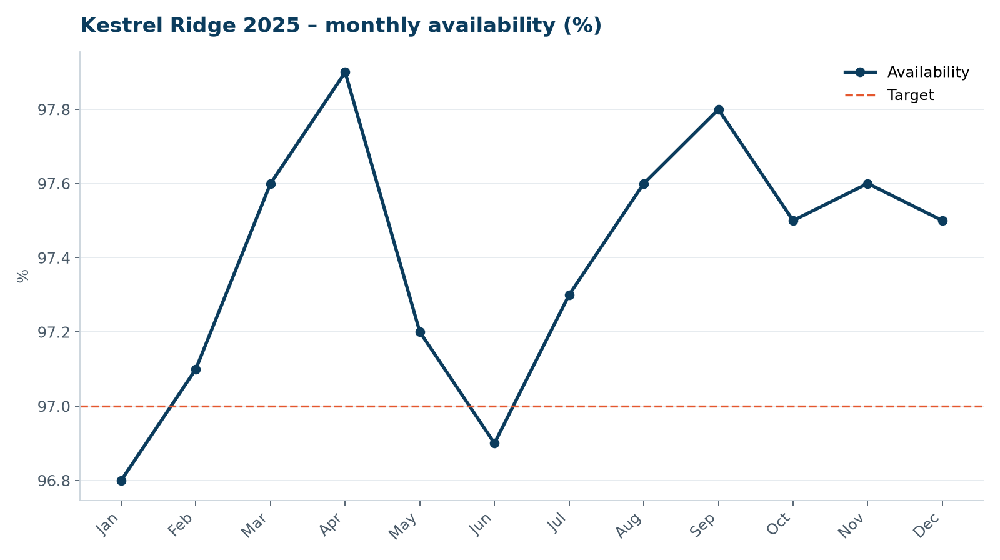 Kestrel Ridge 2025 – monthly availability (%)
Availability
Target
97.8
97.6
97.4
97.2
97.0
96.8
%
Jan
Feb
Mar
Apr
May
Jun
Jul
Aug
Sep
Oct
Nov
Dec